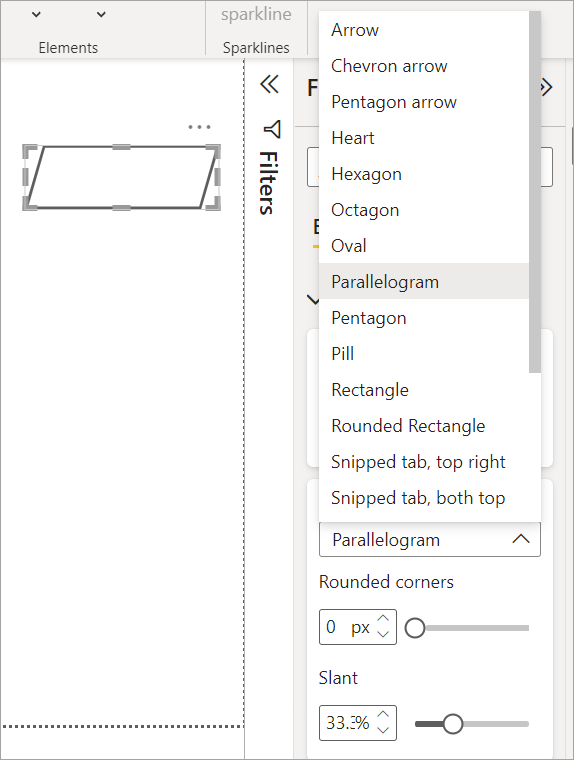 sparkline
Elements
Sparklines
Filters
Arrow
Chevron arrow
Pentagon arrow
Heart
Hexagon
Octagon
Oval
Parallelogram
Pentagon
Pill
Rectangle
Rounded Rectangle
Snipped tab, top right
Snipped tab, both top
Parallelogram
Rounded corners
0 px
Slant
33.3%